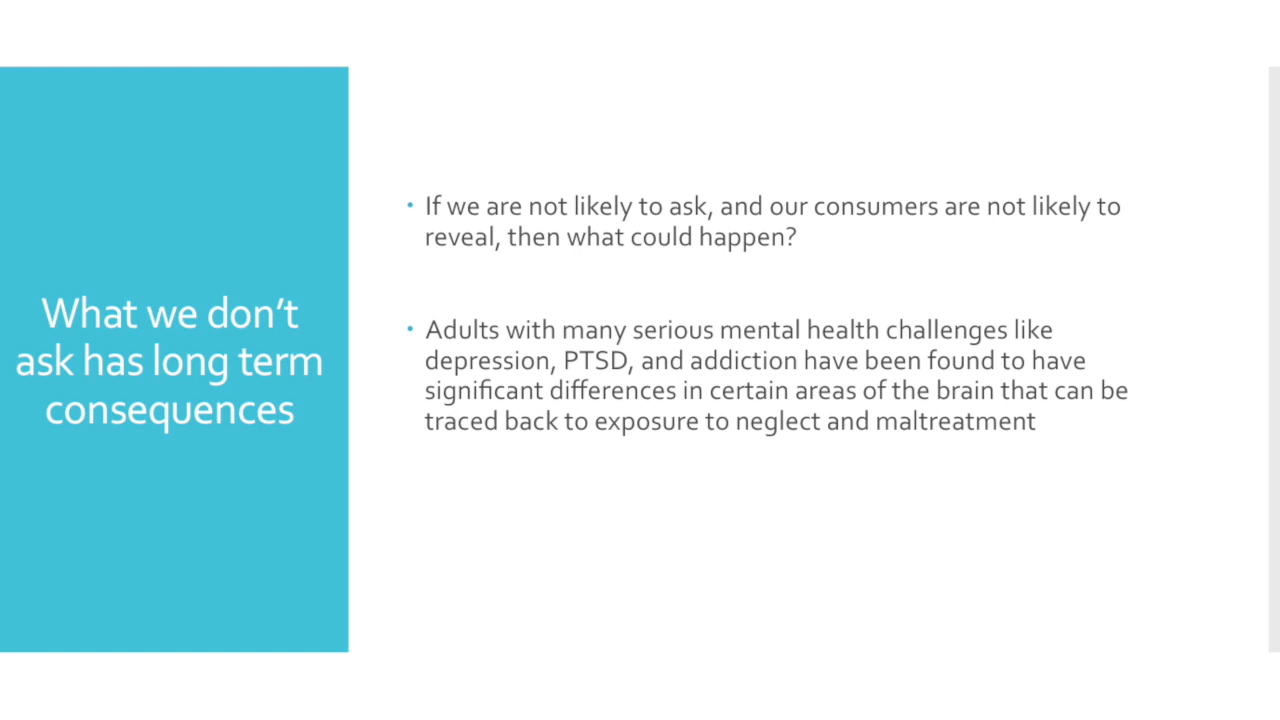 What we don’t
ask has long term
consequences
• If we are not likely to ask, and our consumers are not likely to
reveal, then what could happen?
• Adults with many serious mental health challenges like
depression, PTSD, and addiction have been found to have
significant differences in certain areas of the brain that can be
traced back to exposure to neglect and maltreatment